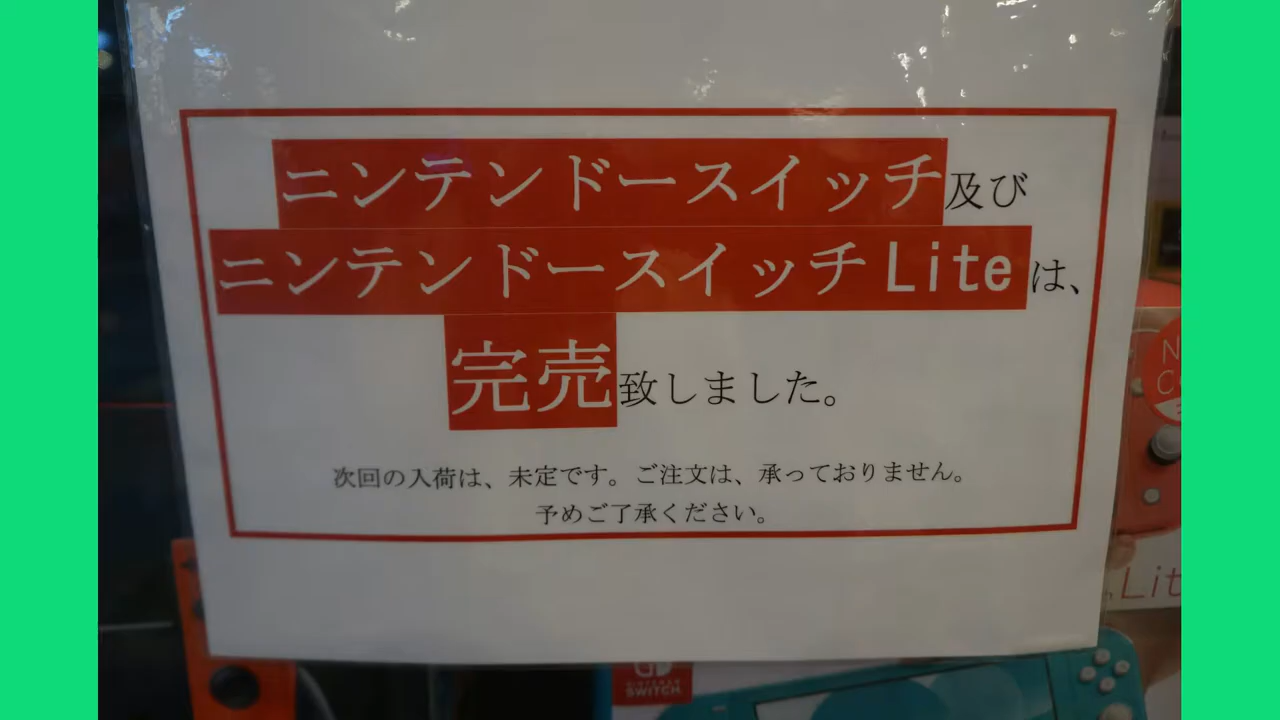 ニンテンドースイッチ及び
ニンテンドースイッチLiteは、
完売致しました。
次回の入荷は、未定です。ご注文は、承っておりません。
予めご了承ください。
NINTENDO
SWITCH